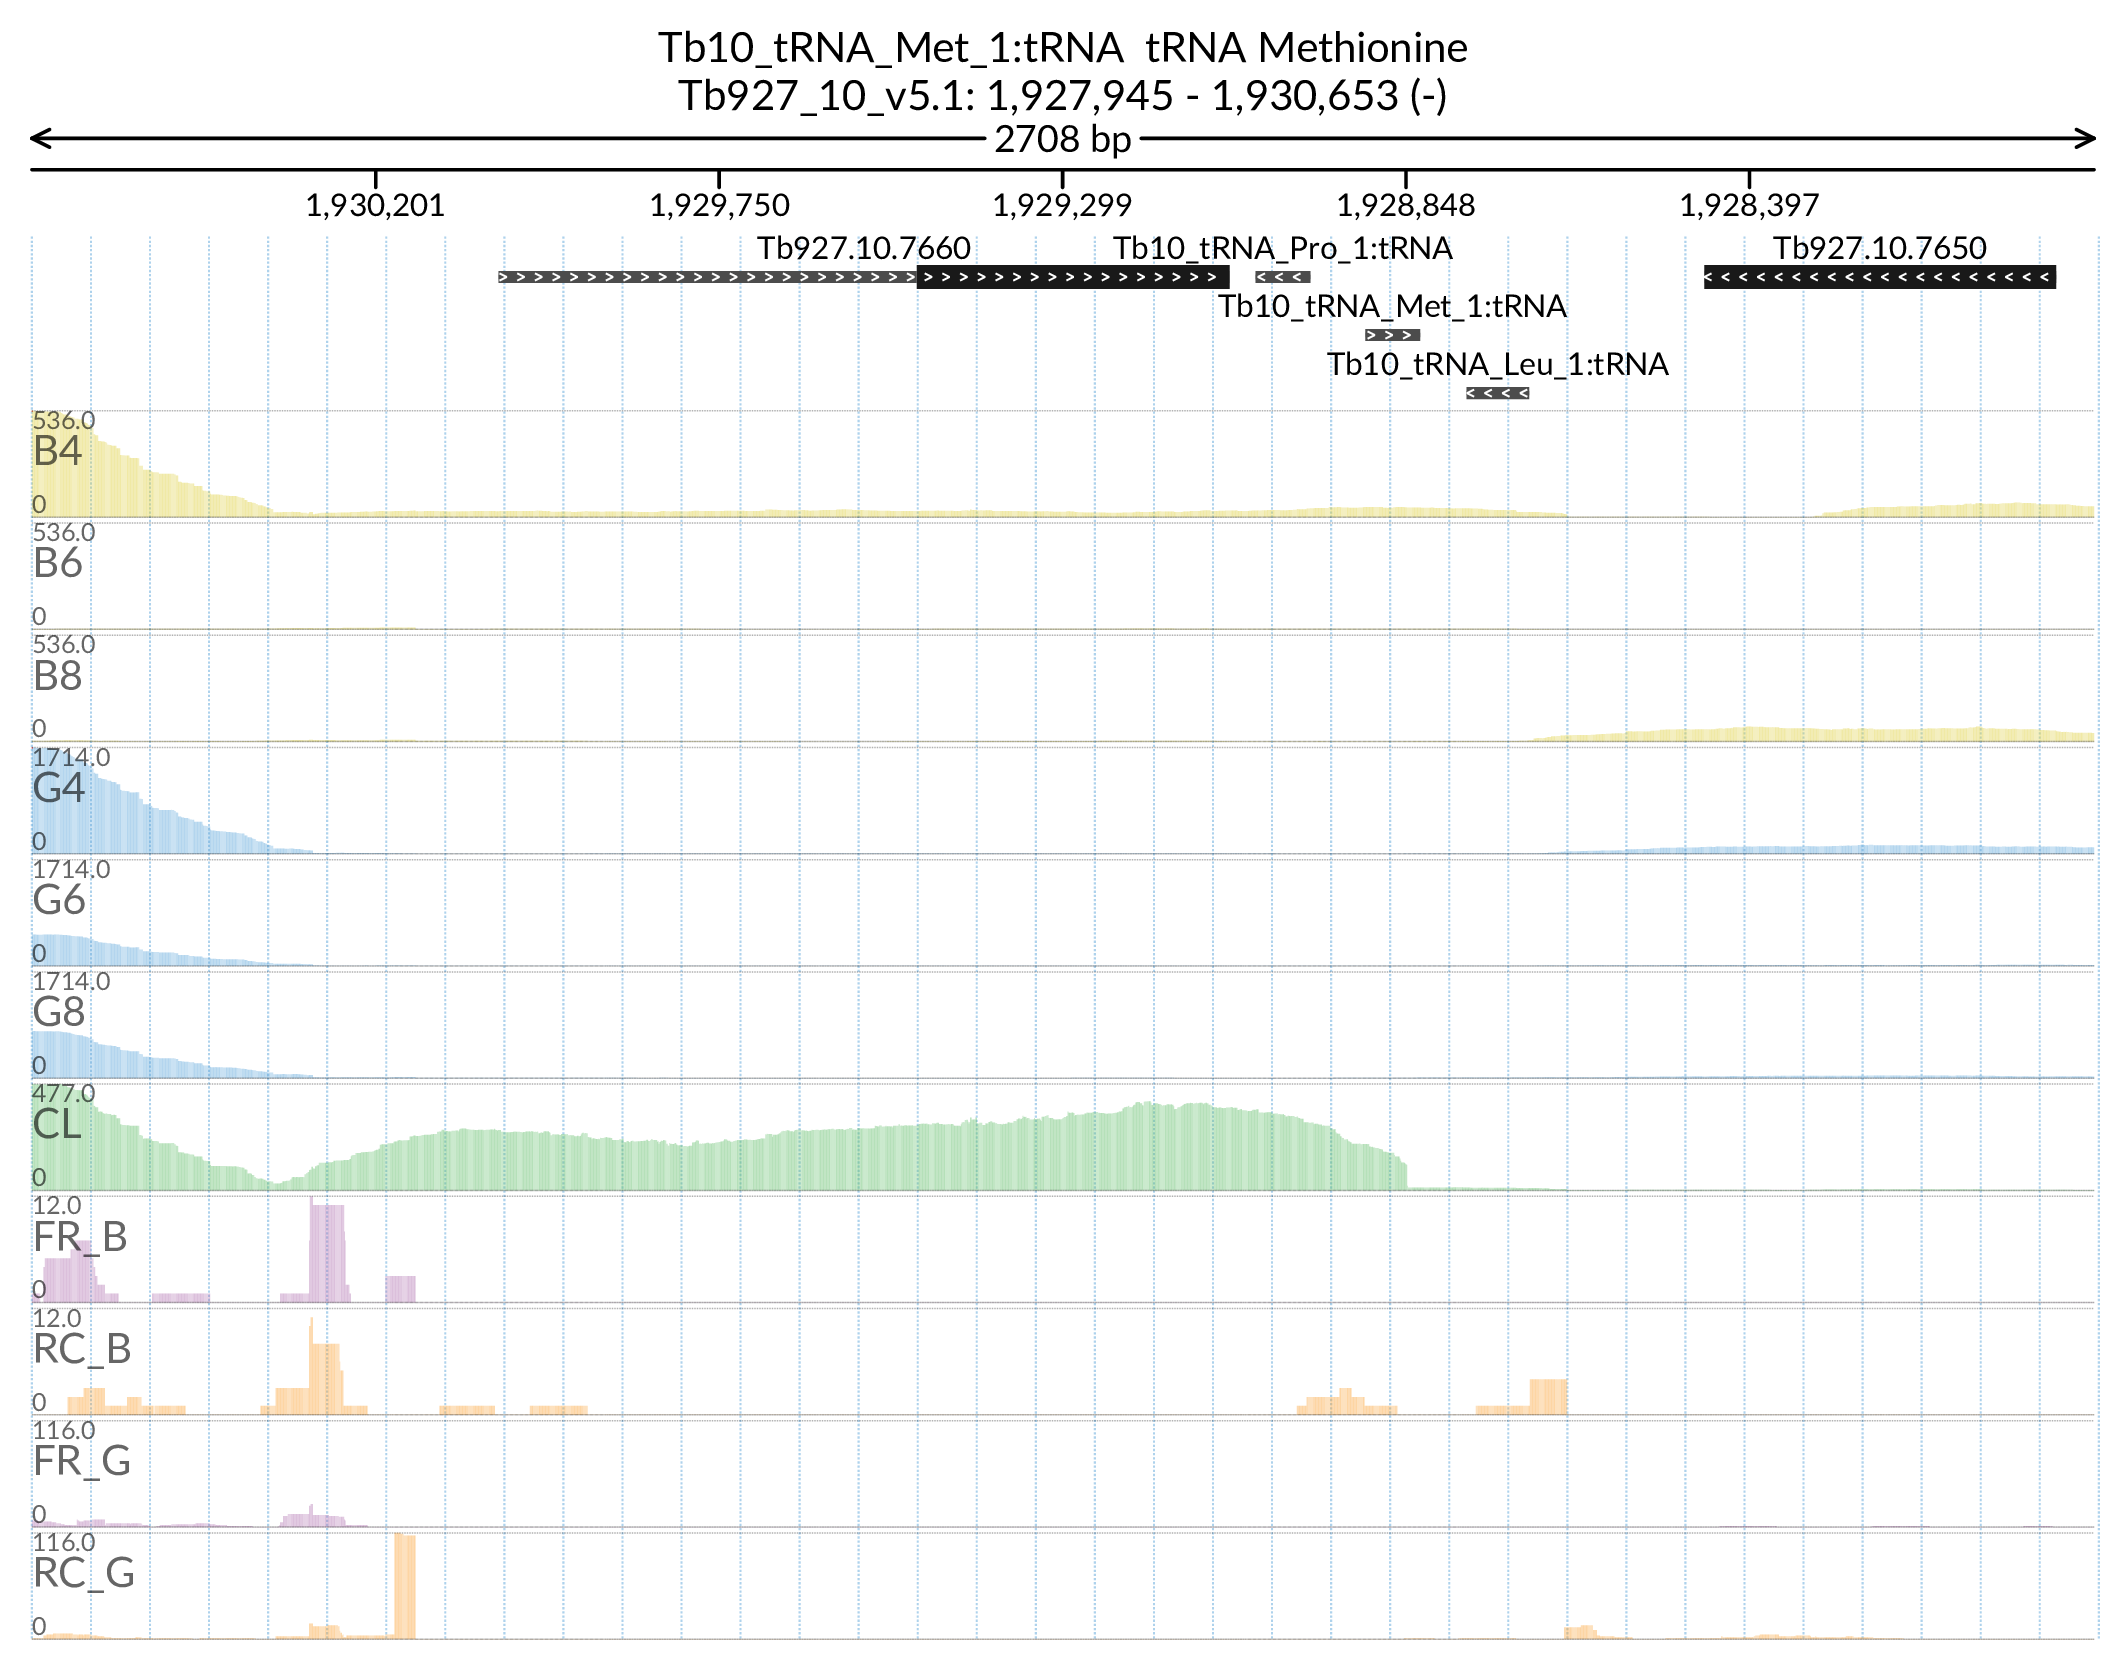 Tb10_tRNA_Met_1:tRNA tRNA Methionine
Tb927_10_v5.1: 1,927,945 - 1,930,653 (-)
2708 bp
1,930,201 1,929,750 1,929,299 1,928,848 1,928,397
Tb927.10.7660 Tb10_tRNA_Pro_1:tRNA Tb927.10.7650
Tb10_tRNA_Met_1:tRNA
Tb10_tRNA_Leu_1:tRNA
536.0
B4
0
536.0
B6
0
536.0
B8
0
1714.0
G4
0
1714.0
G6
0
1714.0
G8
0
477.0
CL
0
12.0
FR_B
0
12.0
RC_B
0
116.0
FR_G
0
116.0
RC_G
0